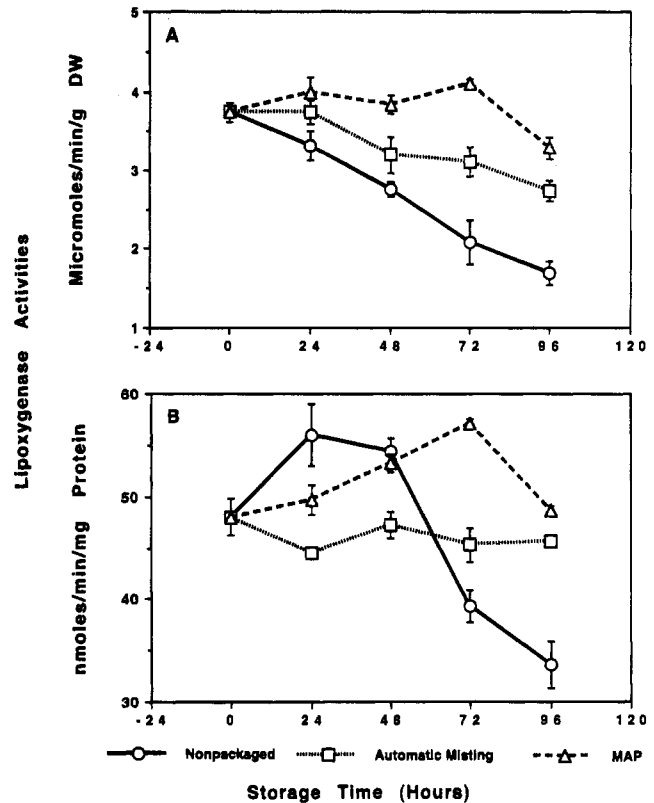 Lipoxygenase Activities
Micromoles/min/g DW
A
5
4
3
2
1
-24 0 24 48 72 96 120
nmoles/min/mg Protein
B
60
50
40
30
-24 0 24 48 72 96 120
Nonpackaged Automatic Misting MAP
Storage Time (Hours)